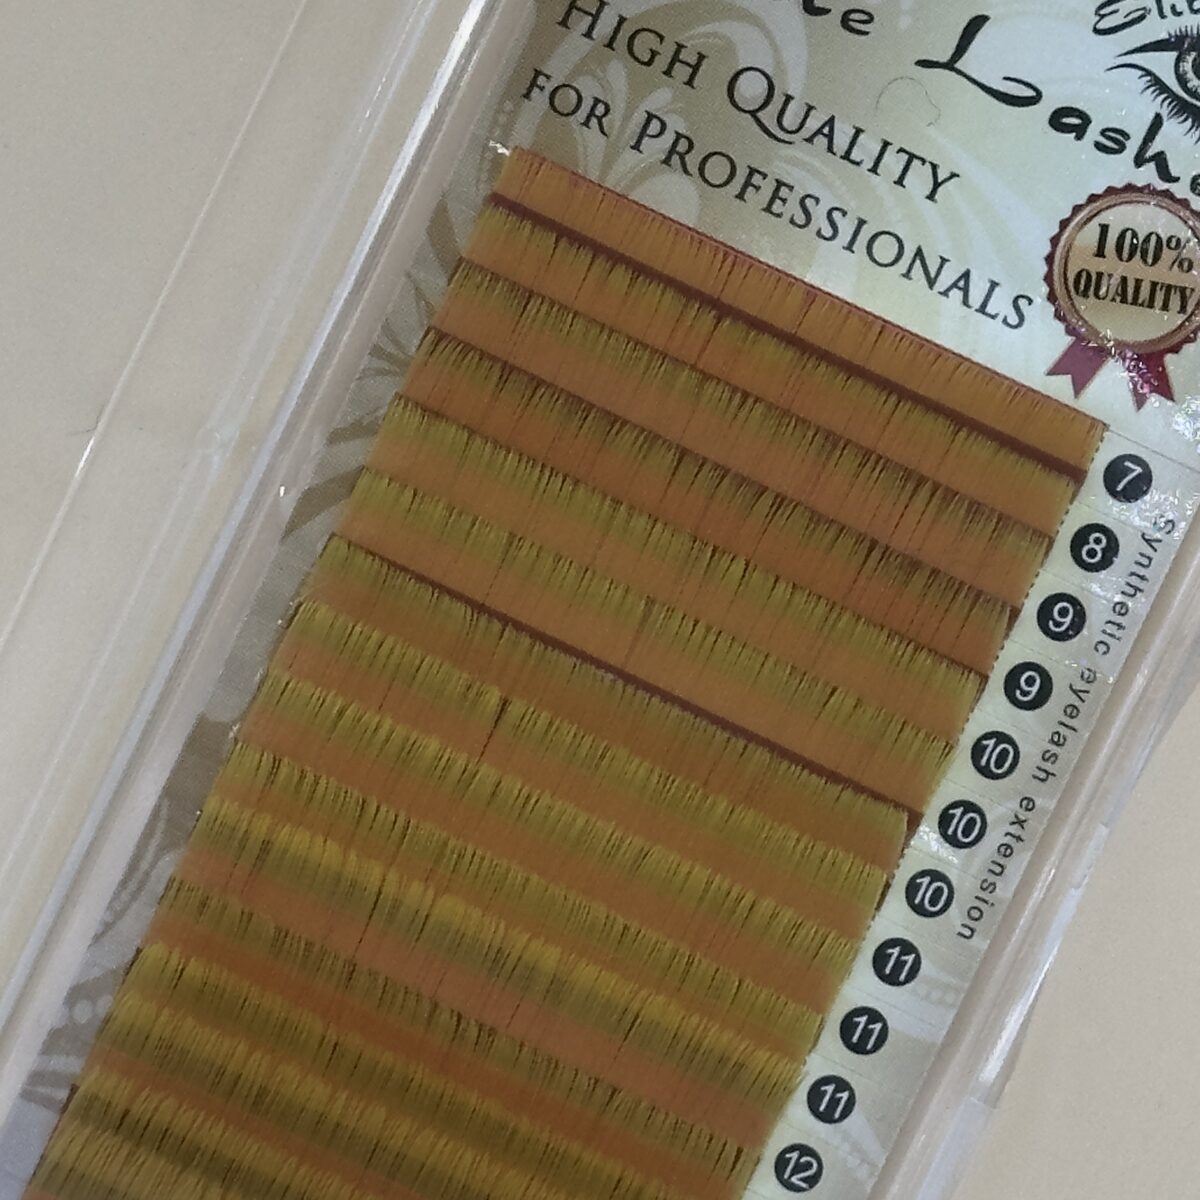 Lashe
HIGH QUALITY
FOR PROFESSIONALS
100%
QUALITY
7
8
9
9
10
10
10
11
11
11
12
Synthetic eyelash extension